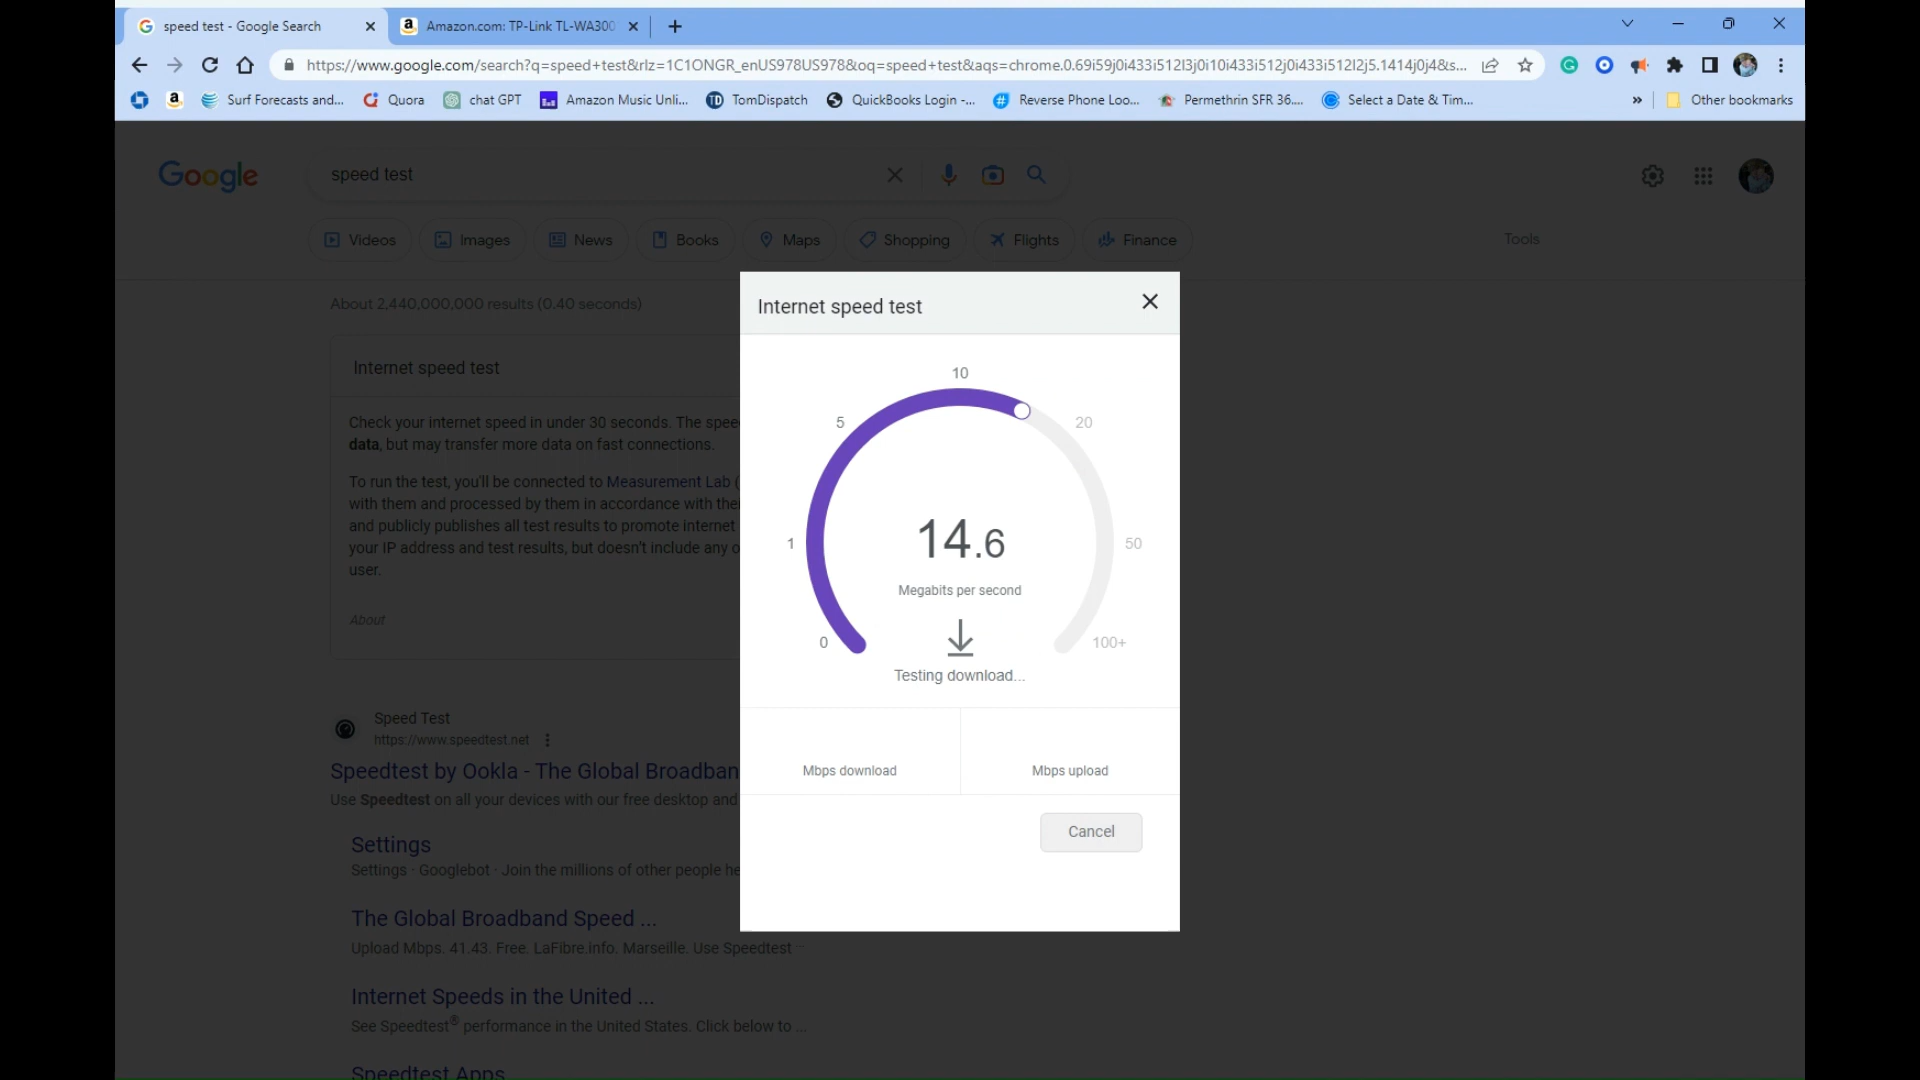 speed test - Google Search
Amazon.com: TP-Link TL-WA300
https://www.google.com/search?q=speed+test&rlz=1C1ONGR_enUS978US978&oq=speed+test&aqs=chrome.0.69i59j0i433i512l3j0i10i433i512j0i433i512l2j5.1414j0j4&s...
Surf Forecasts and...
Quora
chat GPT
Amazon Music Unli...
TD TomDispatch
QuickBooks Login -...
Reverse Phone Loo...
Permethrin SFR 36....
Select a Date & Tim...
»
Other bookmarks
Google
speed test
Videos
Images
News
Books
Maps
Shopping
Flights
Finance
Tools
About 2,440,000,000 results (0.40 seconds)
Internet speed test
Check your internet speed in under 30 seconds. The spee
data, but may transfer more data on fast connections.
To run the test, you'll be connected to Measurement Lab (
with them and processed by them in accordance with thei
and publicly publishes all test results to promote internet
your IP address and test results, but doesn't include any o
user.
About
Internet speed test
0
1
5
10
20
50
100+
14.6
Megabits per second
Testing download...
Mbps download
Mbps upload
Cancel
Speed Test
https://www.speedtest.net
Speedtest by Ookla - The Global Broadban
Use Speedtest on all your devices with our free desktop and
Settings
Settings · Googlebot · Join the millions of other people he
The Global Broadband Speed ...
Upload Mbps. 41.43. Free. LaFibre.info. Marseille. Use Speedtest –
Internet Speeds in the United ...
See Speedtest® performance in the United States. Click below to ...
Speedtest Apps